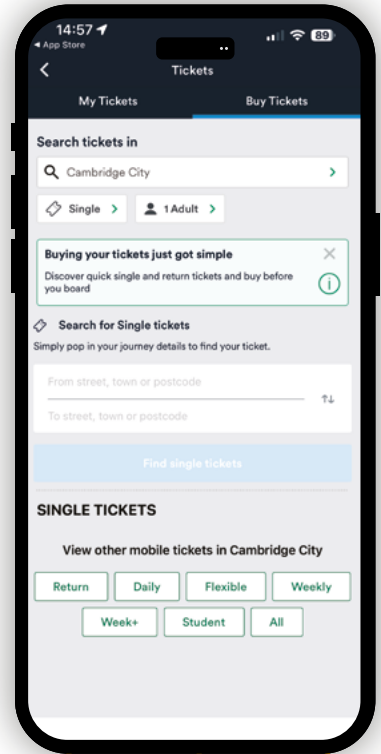 14:57
89
App Store
Tickets
My Tickets
Buy Tickets
Search tickets in
Cambridge City
Single
1 Adult
Buying your tickets just got simple
Discover quick single and return tickets and buy before
you board
Search for Single tickets
Simply pop in your journey details to find your ticket.
From street, town or postcode
To street, town or postcode
Find single tickets
SINGLE TICKETS
View other mobile tickets in Cambridge City
Return
Daily
Flexible
Weekly
Week+
Student
All